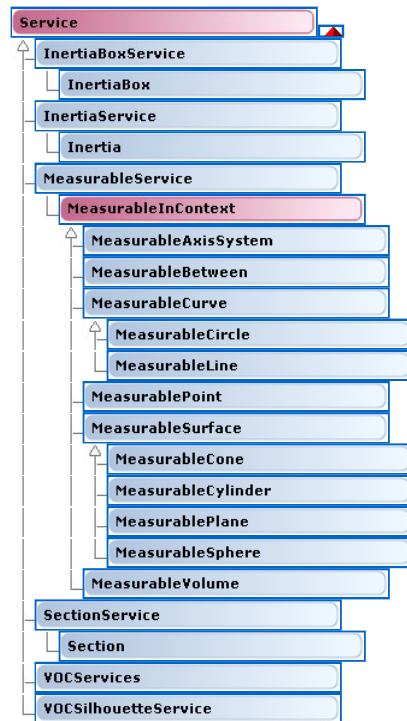 Service
InertiaBoxService
InertiaBox
InertiaService
Inertia
MeasurableService
MeasurableInContext
MeasurableAxisSystem
MeasurableBetween
MeasurableCurve
MeasurableCircle
MeasurableLine
MeasurablePoint
MeasurableSurface
MeasurableCone
MeasurableCylinder
MeasurablePlane
MeasurableSphere
MeasurableVolume
SectionService
Section
VOCServices
VOCSilhouetteService